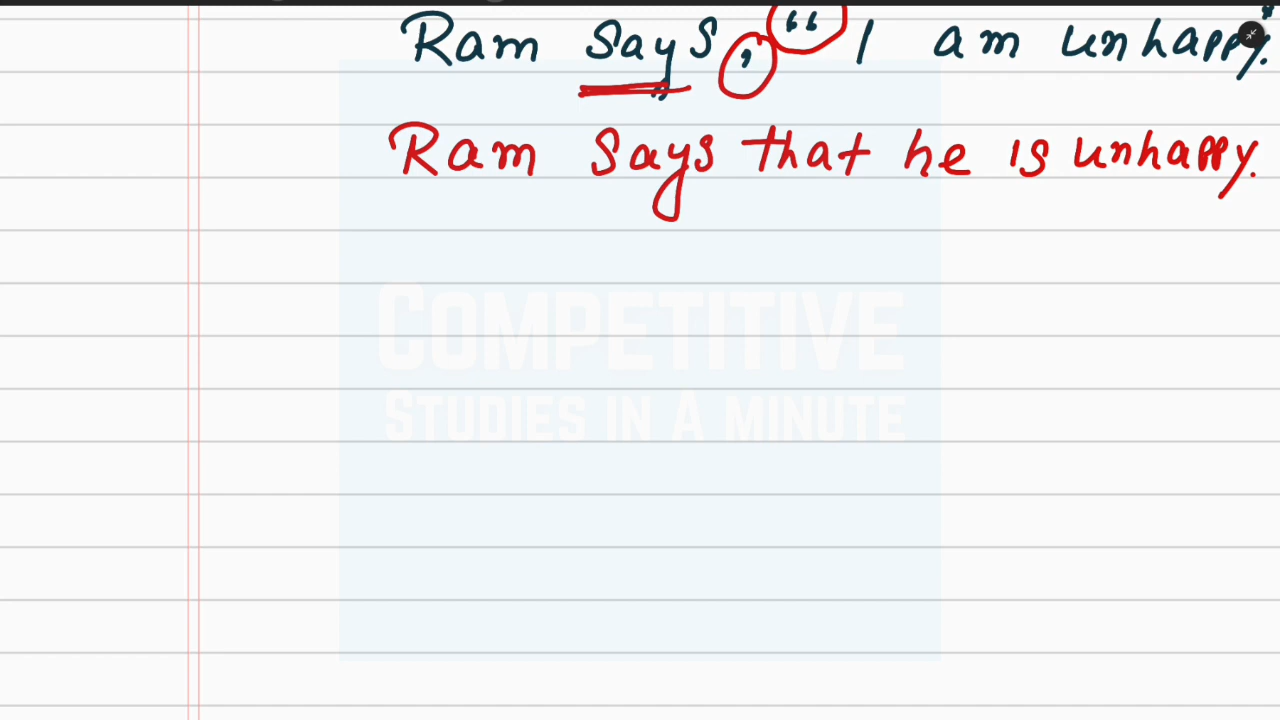 Ram says, “I am unhappy.”
Ram says that he is unhappy.
COMPETITIVE
STUDIES IN A MINUTE